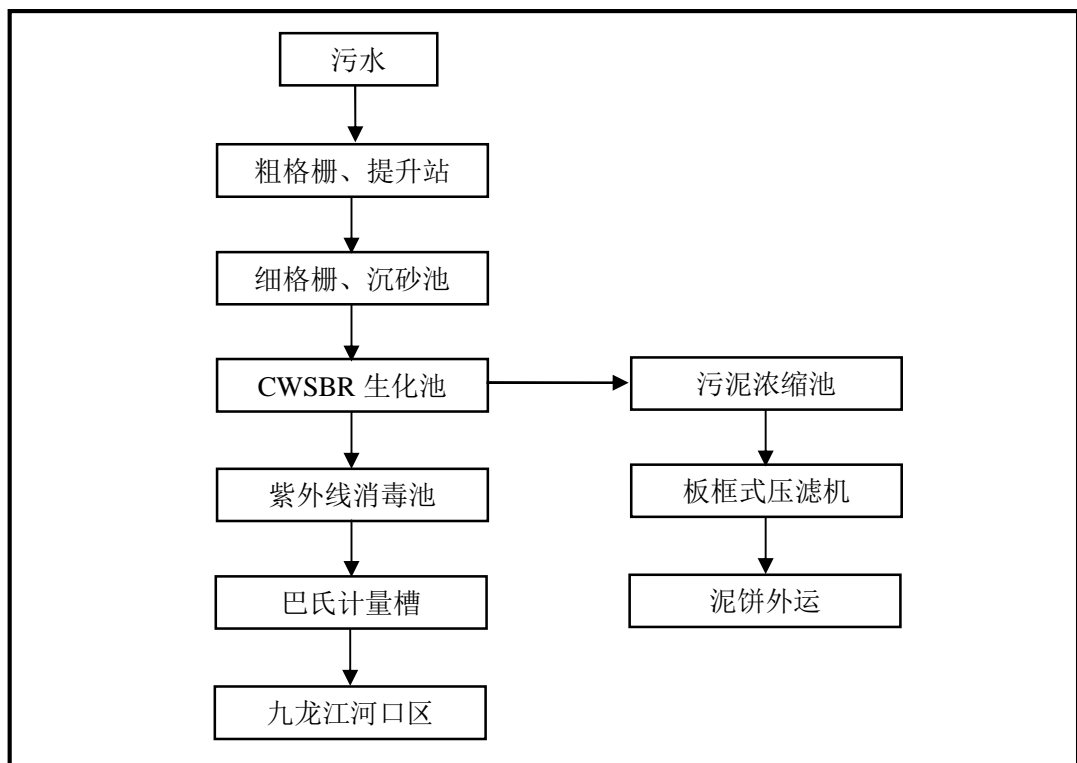 污水
粗格栅、提升站
细格栅、沉砂池
CWSBR 生化池
污泥浓缩池
紫外线消毒池
板框式压滤机
巴氏计量槽
泥饼外运
九龙江河口区